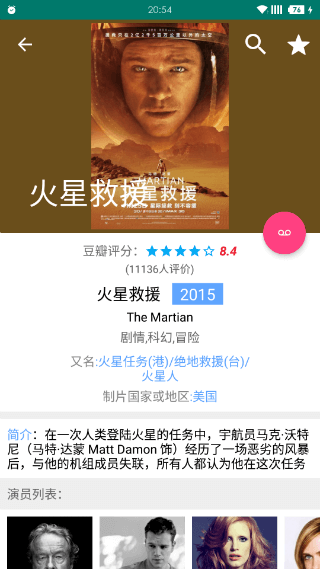 20:54
76
MARTIAN
火星救援
火星救援
豆瓣评分: 8.4
(11136人评价)
火星救援 2015
The Martian
剧情,科幻,冒险
又名:火星任务(港)/绝地救援(台)/
火星人
制片国家或地区:美国
简介：在一次人类登陆火星的任务中，宇航员马克·沃特
尼（马特·达蒙 Matt Damon 饰）经历了一场恶劣的风暴
后，与他的机组成员失联，所有人都认为他在这次任务
演员列表: